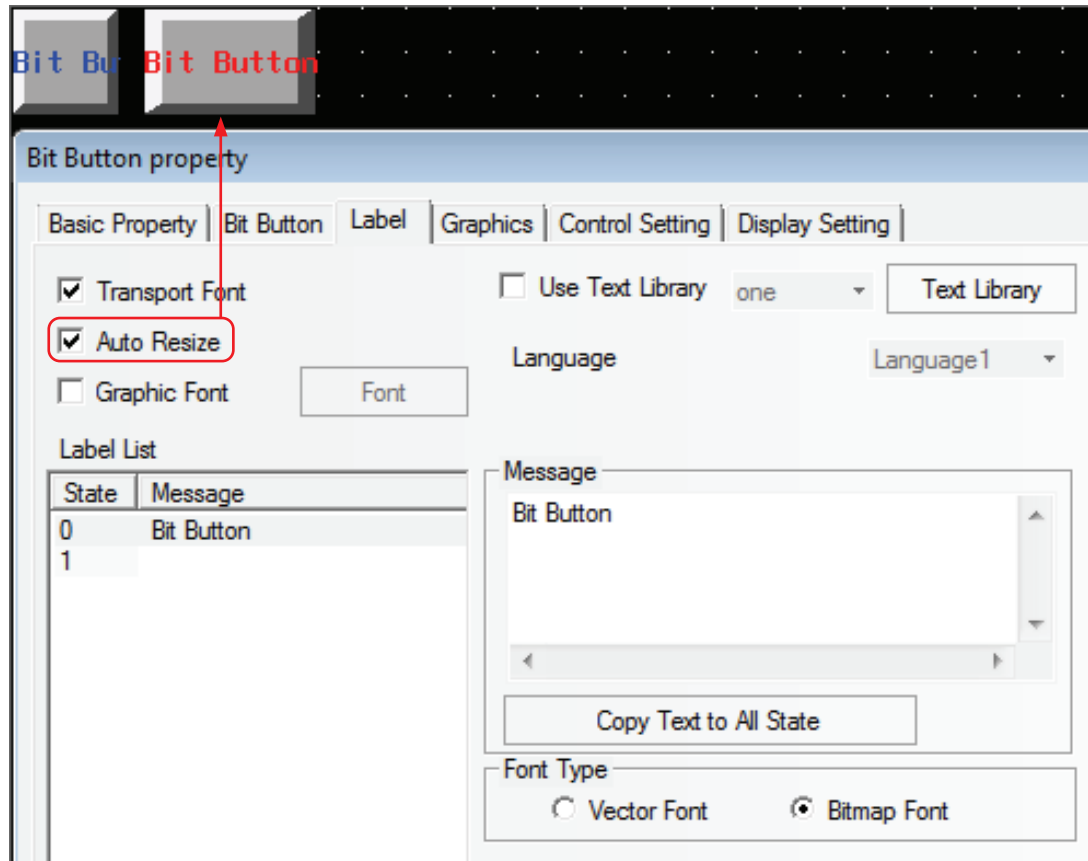 Bit Bu Bit Button
Bit Button property
Basic Property Bit Button Label Graphics Control Setting Display Setting
Transport Font
Auto Resize
Graphic Font Font
Use Text Library one Text Library
Language Language1
Label List
State Message
0 Bit Button
1
Message
Bit Button
Copy Text to All State
Font Type
Vector Font Bitmap Font